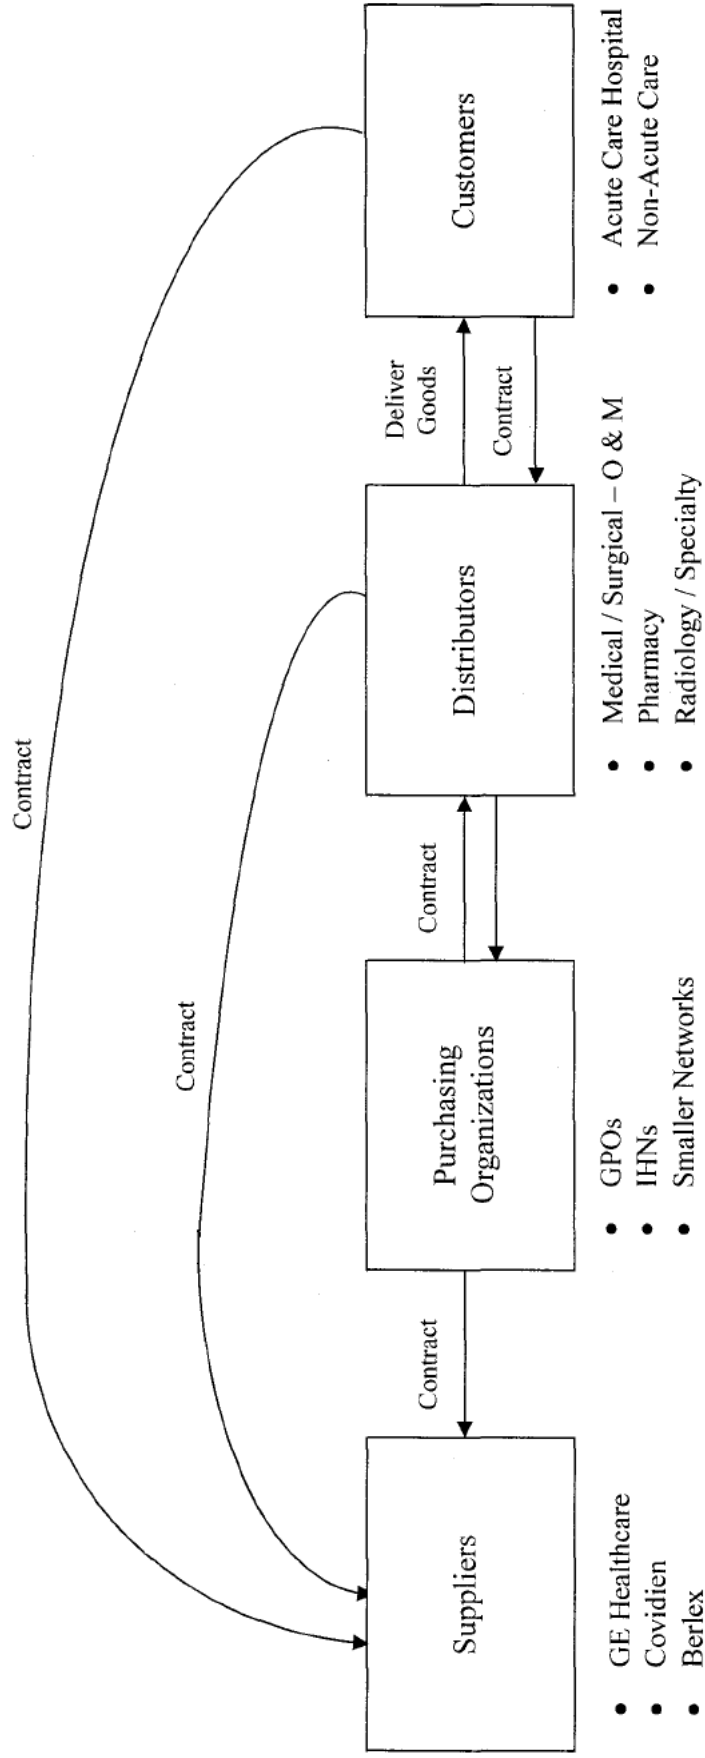 Contract
Contract
Suppliers
Contract
Purchasing
Organizations
Contract
Distributors
Deliver
Goods
Contract
Customers
• GE Healthcare
• Covidien
• Berlex
• GPOs
• IHNs
• Smaller Networks
• Medical / Surgical – O & M
• Pharmacy
• Radiology / Specialty
• Acute Care Hospital
• Non-Acute Care